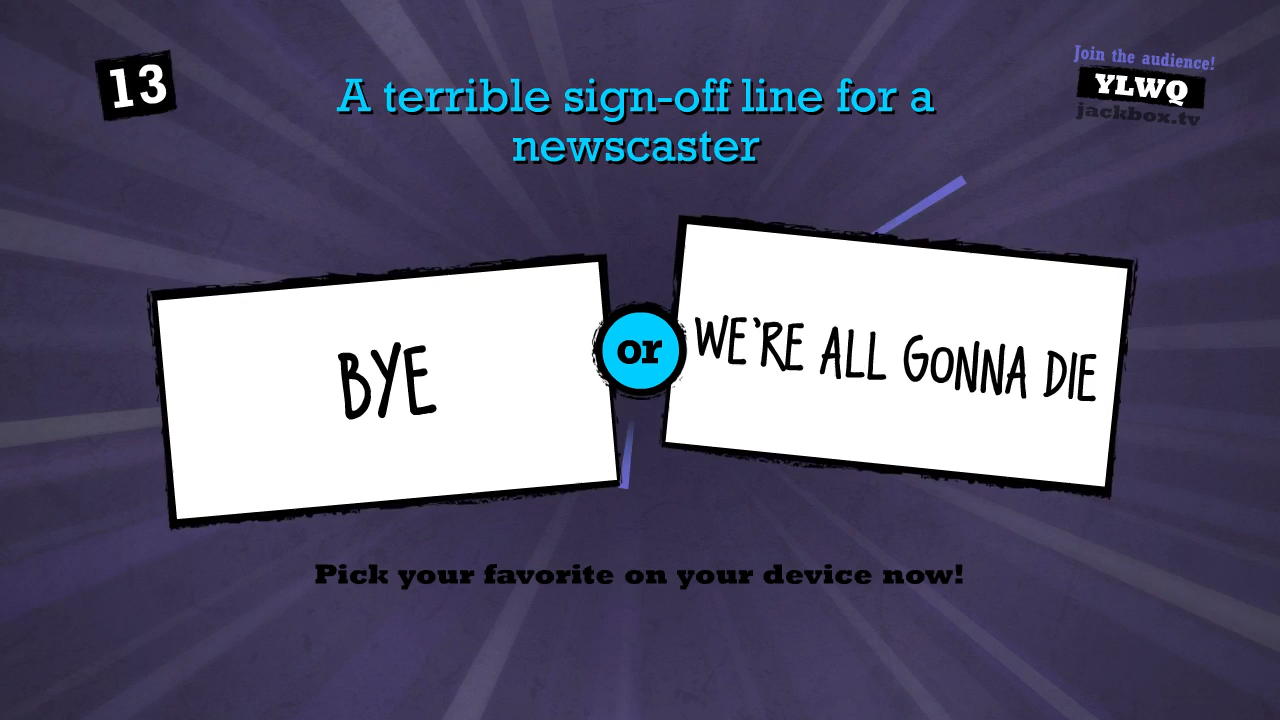 13
A terrible sign-off line for a
newscaster
Join the audience!
YLWQ
jackbox.tv
BYE
or
WE'RE ALL GONNA DIE
Pick your favorite on your device now!